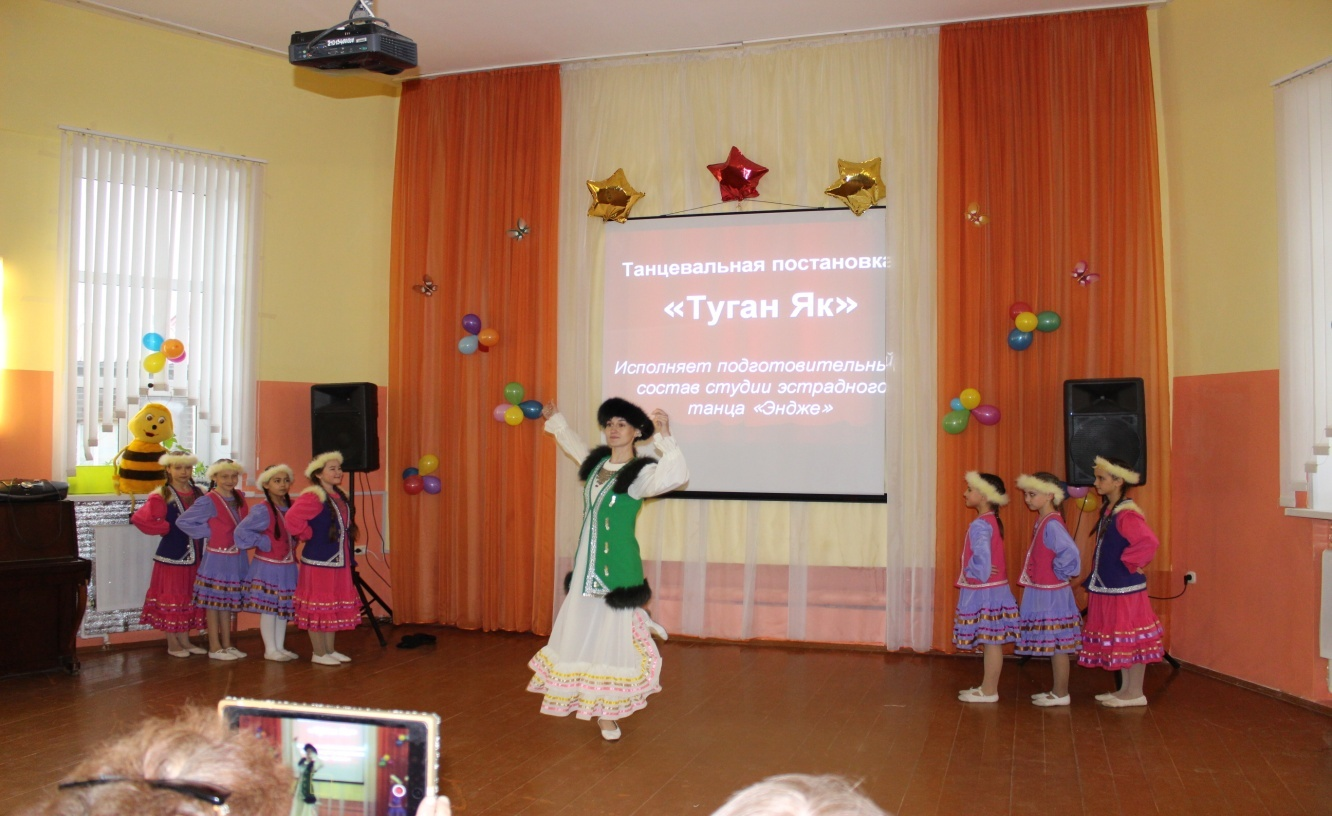 Танцевальная постановка
«Туган Як»
Исполняет подготовительный
состав студии эстрадного
танца «Эндже»